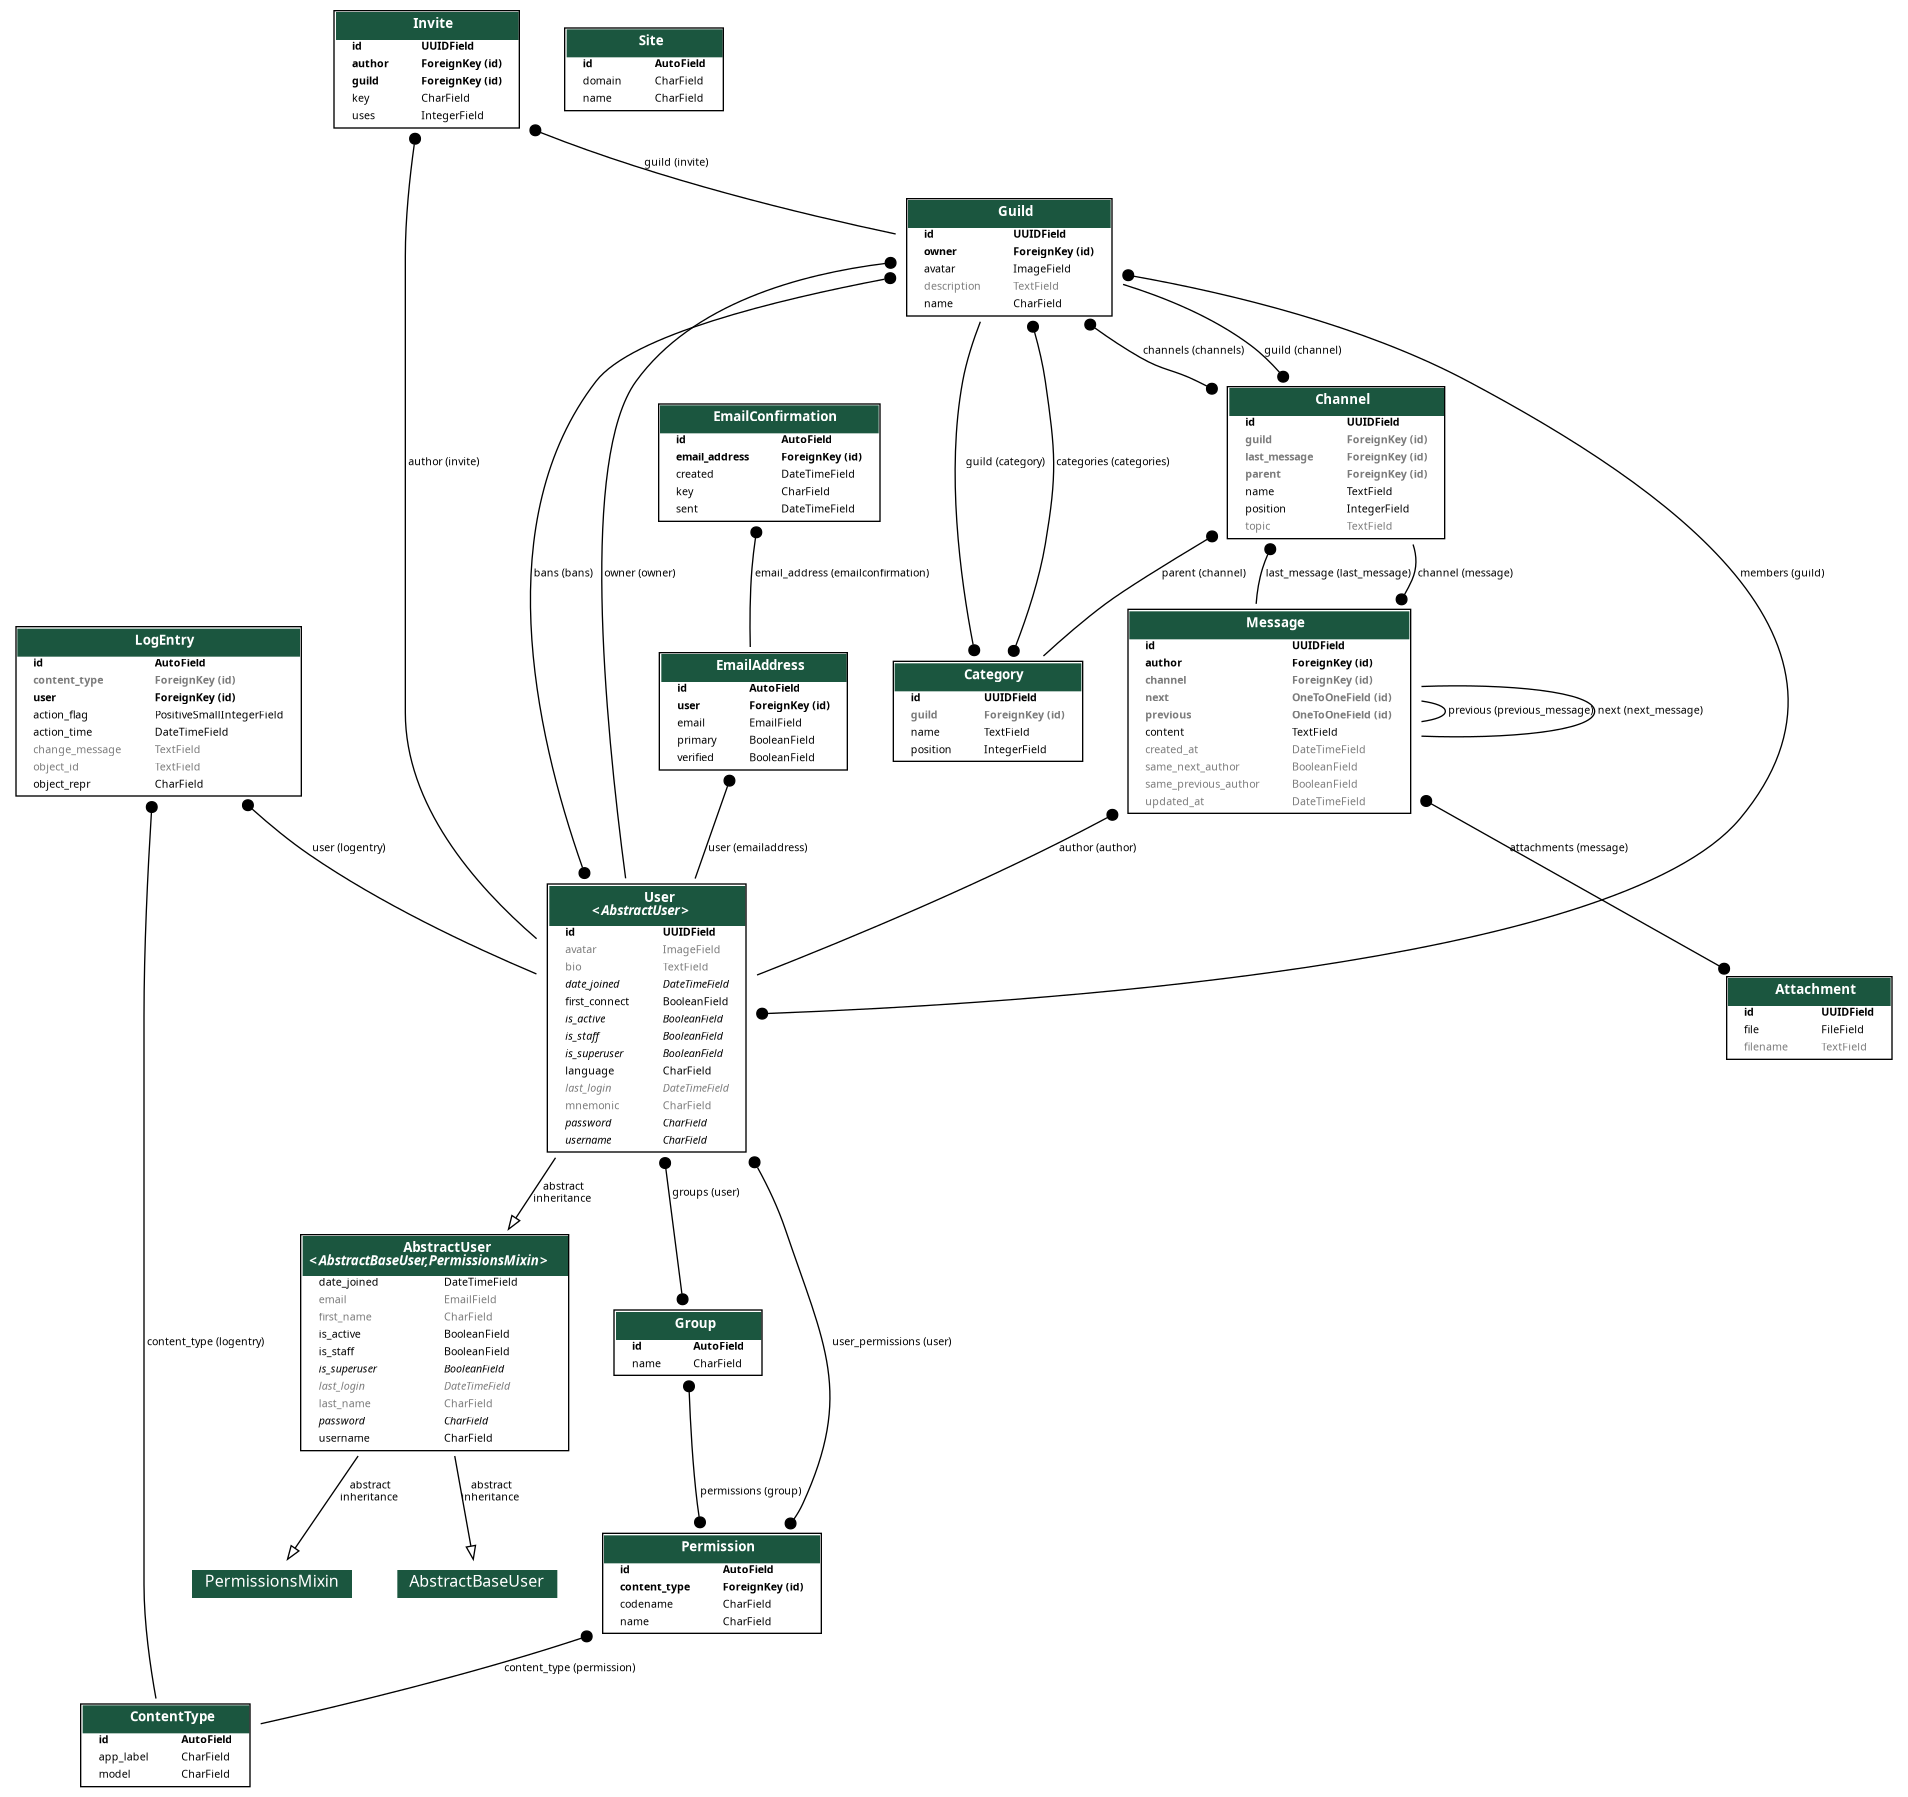 Invite
id UUIDField
author ForeignKey (id)
guild ForeignKey (id)
key CharField
uses IntegerField
Site
id AutoField
domain CharField
name CharField
guild (invite)
Guild
id UUIDField
owner ForeignKey (id)
avatar ImageField
description TextField
name CharField
channels (channels)
guild (channel)
Channel
id UUIDField
guild ForeignKey (id)
last_message ForeignKey (id)
parent ForeignKey (id)
name TextField
position IntegerField
topic TextField
EmailConfirmation
id AutoField
email_address ForeignKey (id)
created DateTimeField
key CharField
sent DateTimeField
author (invite)
guild (category)
categories (categories)
bans (bans)
owner (owner)
email_address (emailconfirmation)
parent (channel)
last_message (last_message)
channel (message)
members (guild)
LogEntry
id AutoField
content_type ForeignKey (id)
user ForeignKey (id)
action_flag PositiveSmallIntegerField
action_time DateTimeField
change_message TextField
object_id TextField
object_repr CharField
EmailAddress
id AutoField
user ForeignKey (id)
email EmailField
primary BooleanField
verified BooleanField
Category
id UUIDField
guild ForeignKey (id)
name TextField
position IntegerField
Message
id UUIDField
author ForeignKey (id)
channel ForeignKey (id)
next OneToOneField (id)
previous OneToOneField (id)
content TextField
created_at DateTimeField
same_next_author BooleanField
same_previous_author BooleanField
updated_at DateTimeField
previous (previous_message)
next (next_message)
user (logentry)
user (emailaddress)
author (author)
attachments (message)
User
<AbstractUser>
id UUIDField
avatar ImageField
bio TextField
date_joined DateTimeField
first_connect BooleanField
is_active BooleanField
is_staff BooleanField
is_superuser BooleanField
language CharField
last_login DateTimeField
mnemonic CharField
password CharField
username CharField
Attachment
id UUIDField
file FileField
filename TextField
abstract
inheritance
groups (user)
AbstractUser
<AbstractBaseUser,PermissionsMixin>
date_joined DateTimeField
email EmailField
first_name CharField
is_active BooleanField
is_staff BooleanField
is_superuser BooleanField
last_login DateTimeField
last_name CharField
password CharField
username CharField
Group
id AutoField
name CharField
content_type (logentry)
user_permissions (user)
abstract
inheritance
abstract
inheritance
permissions (group)
PermissionsMixin
AbstractBaseUser
Permission
id AutoField
content_type ForeignKey (id)
codename CharField
name CharField
content_type (permission)
ContentType
id AutoField
app_label CharField
model CharField